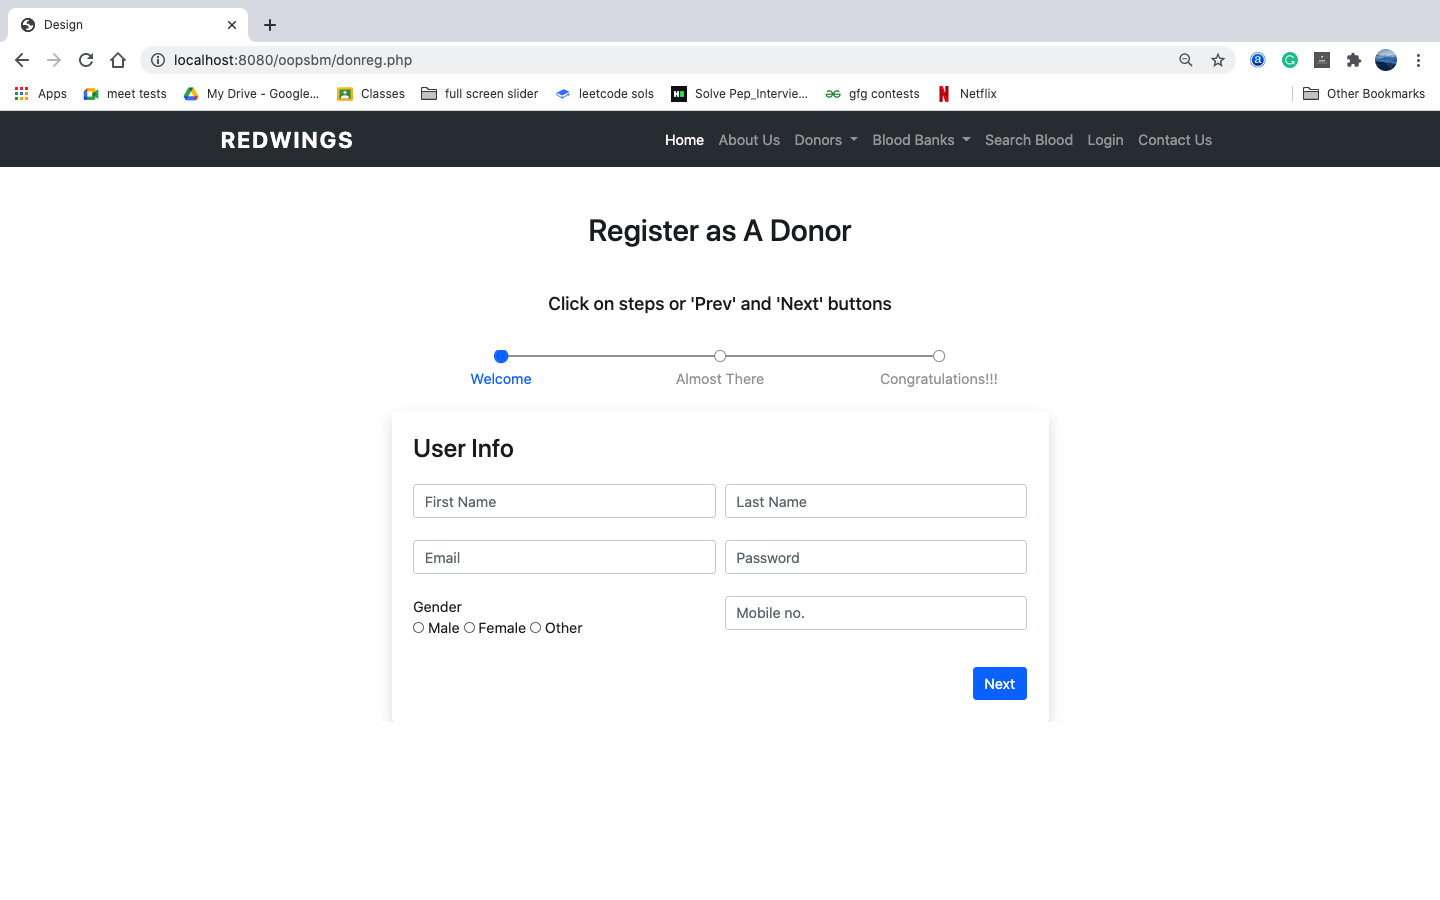 Design
localhost:8080/oopsbm/donreg.php
Apps meet tests My Drive - Google... Classes full screen slider leetcode sols Solve Pep_Intervie... gfg contests Netflix Other Bookmarks
REDWINGS Home About Us Donors Blood Banks Search Blood Login Contact Us
Register as A Donor
Click on steps or 'Prev' and 'Next' buttons
Welcome Almost There Congratulations!!!
User Info
First Name Last Name
Email Password
Gender
Mobile no.
Male Female Other
Next